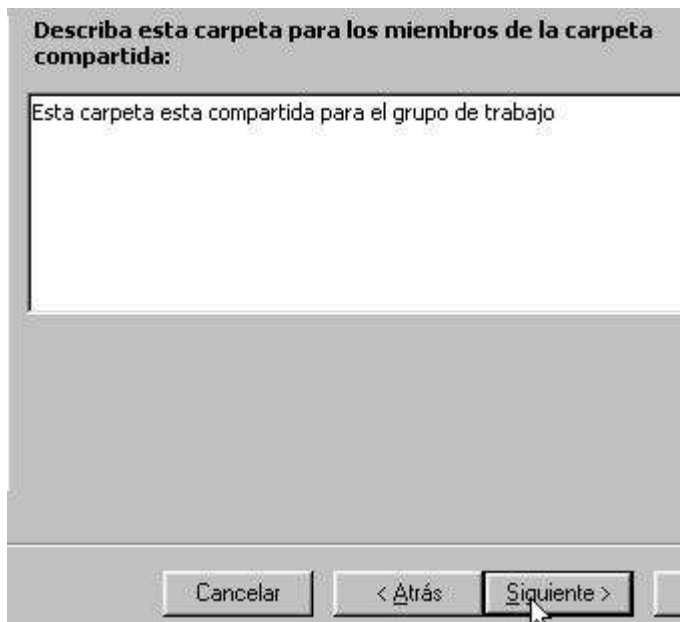 Describa esta carpeta para los miembros de la carpeta
compartida:
Esta carpeta esta compartida para el grupo de trabajo
Cancelar
< Atrás
Siguiente >